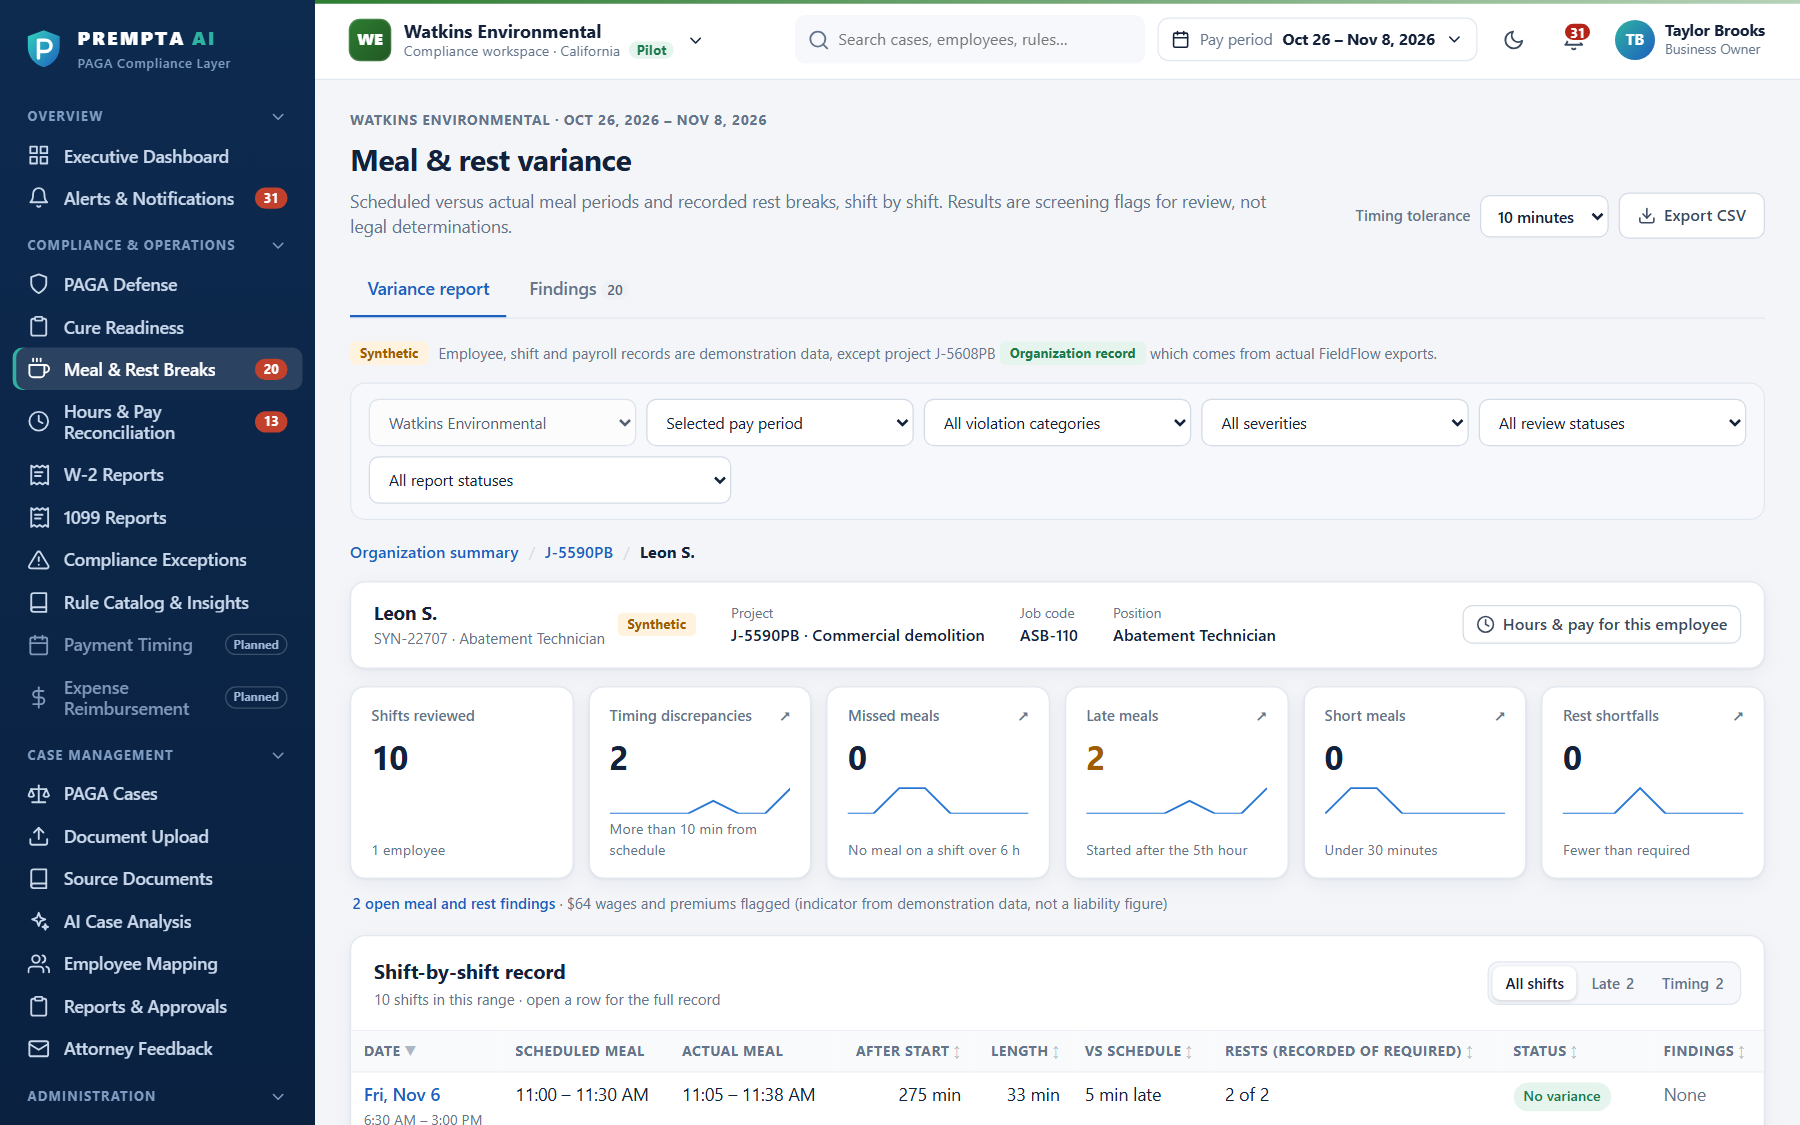 PREMPTA AI
PAGA Compliance Layer
OVERVIEW
Executive Dashboard
Alerts & Notifications 31
COMPLIANCE & OPERATIONS
PAGA Defense
Cure Readiness
Meal & Rest Breaks 20
Hours & Pay Reconciliation 13
W-2 Reports
1099 Reports
Compliance Exceptions
Rule Catalog & Insights
Payment Timing Planned
Expense Reimbursement Planned
CASE MANAGEMENT
PAGA Cases
Document Upload
Source Documents
AI Case Analysis
Employee Mapping
Reports & Approvals
Attorney Feedback
ADMINISTRATION
WE
Watkins Environmental
Compliance workspace · California Pilot
Search cases, employees, rules...
Pay period Oct 26 – Nov 8, 2026
31
TB
Taylor Brooks
Business Owner
WATKINS ENVIRONMENTAL · OCT 26, 2026 – NOV 8, 2026
Meal & rest variance
Scheduled versus actual meal periods and recorded rest breaks, shift by shift. Results are screening flags for review, not
legal determinations.
Timing tolerance 10 minutes Export CSV
Variance report Findings 20
Synthetic Employee, shift and payroll records are demonstration data, except project J-5608PB Organization record which comes from actual FieldFlow exports.
Watkins Environmental Selected pay period All violation categories All severities All review statuses
All report statuses
Organization summary / J-5590PB / Leon S.
Leon S.
SYN-22707 · Abatement Technician
Synthetic
Project
J-5590PB · Commercial demolition
Job code
ASB-110
Position
Abatement Technician
Hours & pay for this employee
Shifts reviewed
10
1 employee
Timing discrepancies ↗
2
More than 10 min from
schedule
Missed meals ↗
0
No meal on a shift over 6 h
Late meals ↗
2
Started after the 5th hour
Short meals ↗
0
Under 30 minutes
Rest shortfalls ↗
0
Fewer than required
2 open meal and rest findings · $64 wages and premiums flagged (indicator from demonstration data, not a liability figure)
Shift-by-shift record
10 shifts in this range · open a row for the full record
All shifts Late 2 Timing 2
DATE ▼ SCHEDULED MEAL ACTUAL MEAL AFTER START ↕ LENGTH ↕ VS SCHEDULE ↕ RESTS (RECORDED OF REQUIRED) ↕ STATUS ↕ FINDINGS ↕
Fri, Nov 6 11:00 – 11:30 AM 11:05 – 11:38 AM 275 min 33 min 5 min late 2 of 2 No variance None
6:30 AM – 3:00 PM